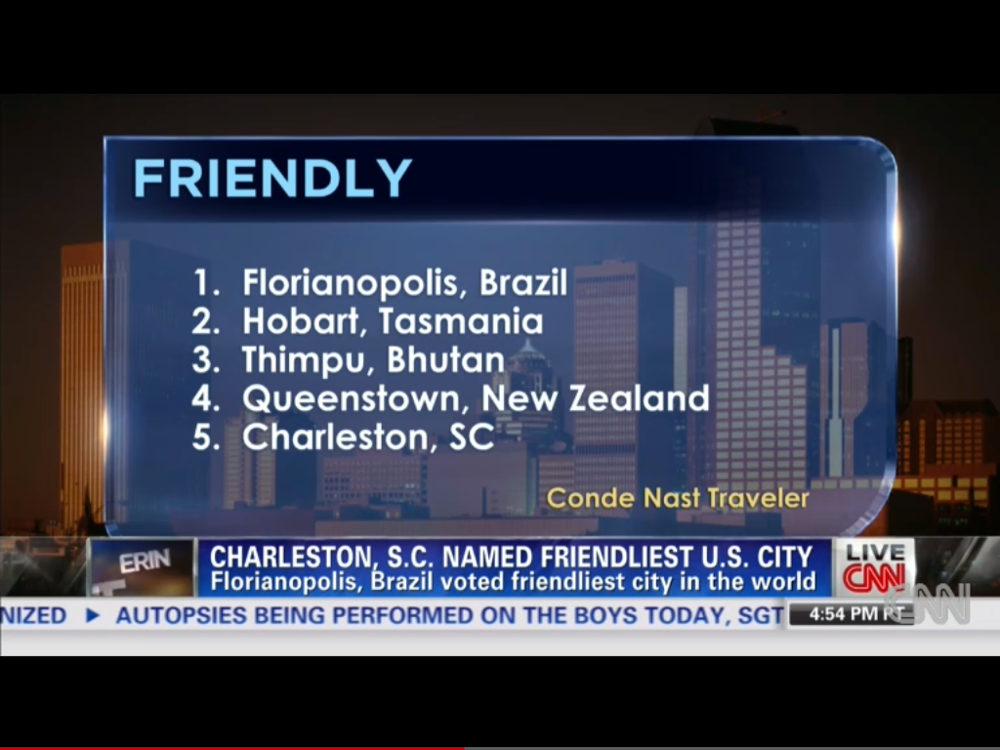 FRIENDLY
1. Florianopolis, Brazil
2. Hobart, Tasmania
3. Thimpu, Bhutan
4. Queenstown, New Zealand
5. Charleston, SC
Conde Nast Traveler
ERIN
CHARLESTON, S.C. NAMED FRIENDLIEST U.S. CITY
Florianopolis, Brazil voted friendliest city in the world
LIVE
CNN
NIZED ▶ AUTOPSIES BEING PERFORMED ON THE BOYS TODAY, SGT
4:54 PM PT
CNN